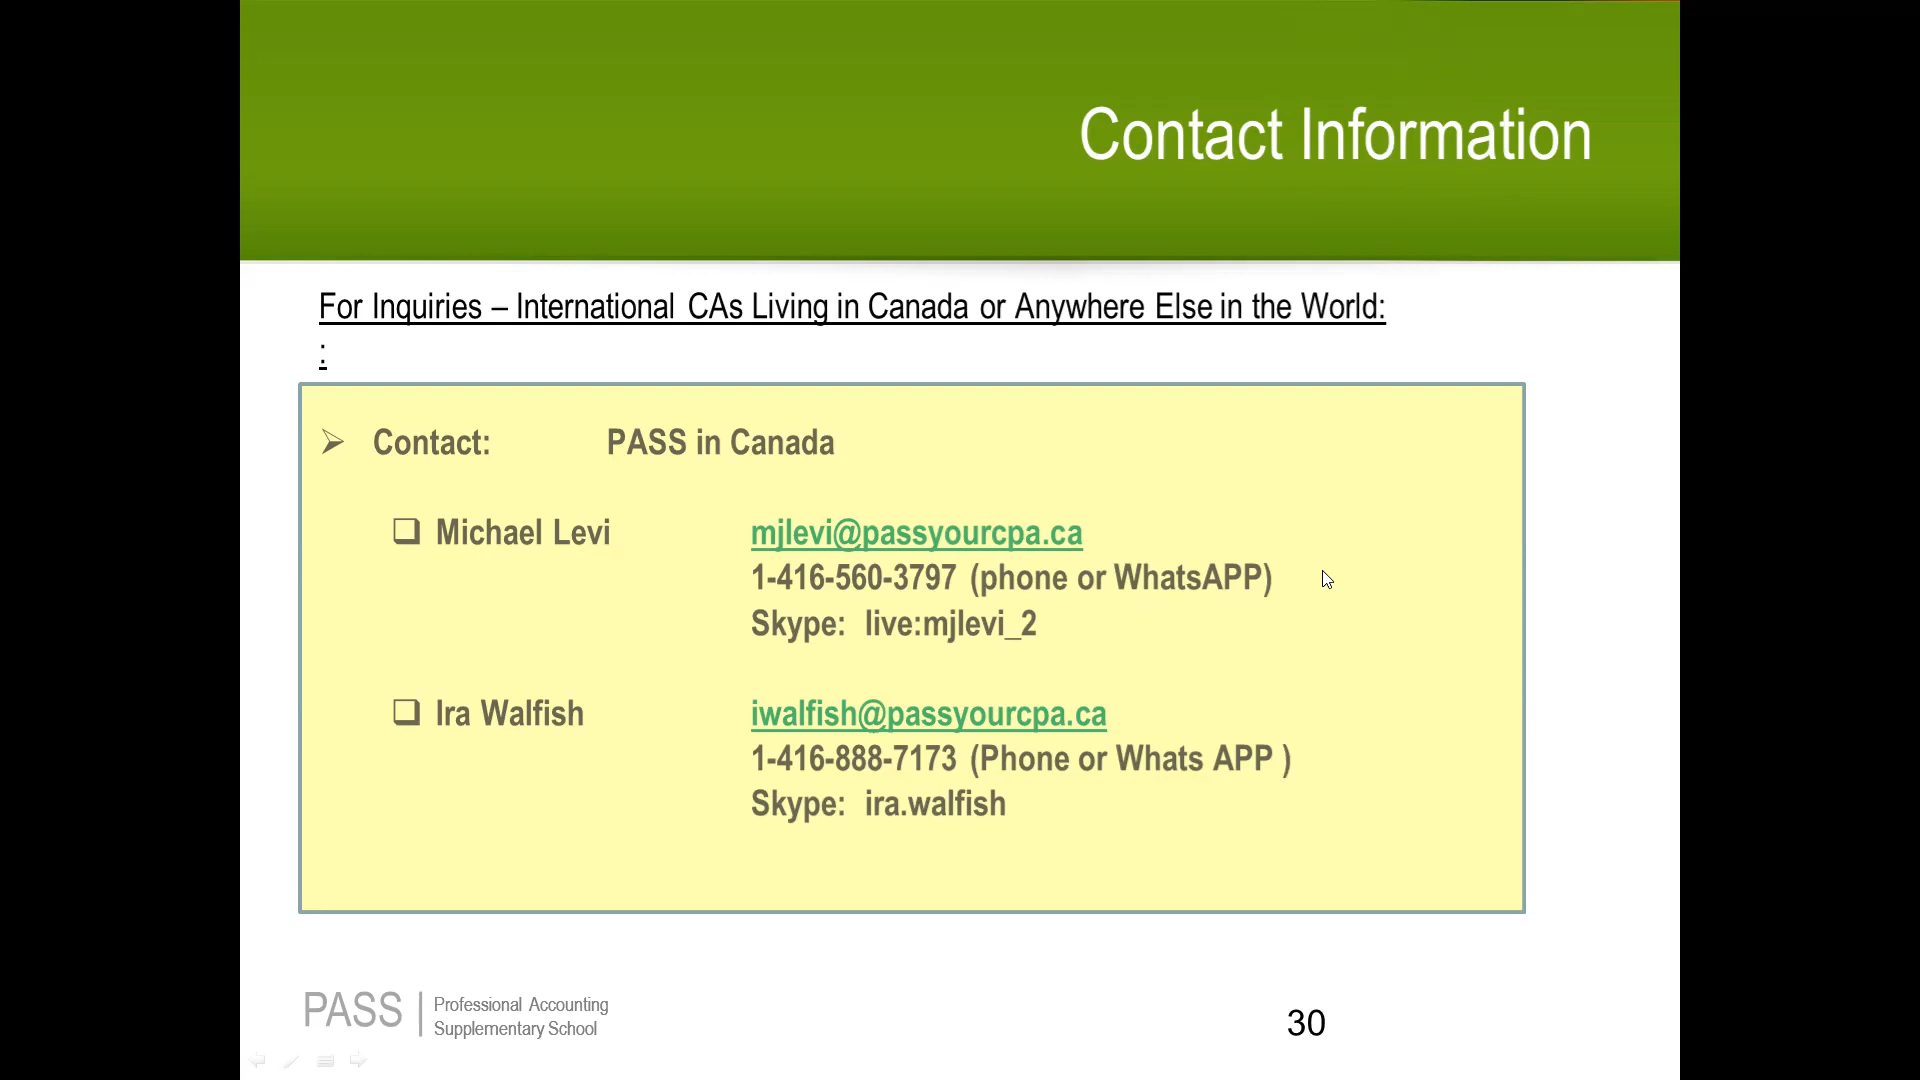 Contact Information
For Inquiries – International CAs Living in Canada or Anywhere Else in the World:
:
Contact: PASS in Canada
Michael Levi mjlevi@passyourcpa.ca
1-416-560-3797 (phone or WhatsAPP)
Skype: live:mjlevi_2
Ira Walfish iwalfish@passyourcpa.ca
1-416-888-7173 (Phone or Whats APP )
Skype: ira.walfish
PASS | Professional Accounting
Supplementary School
30